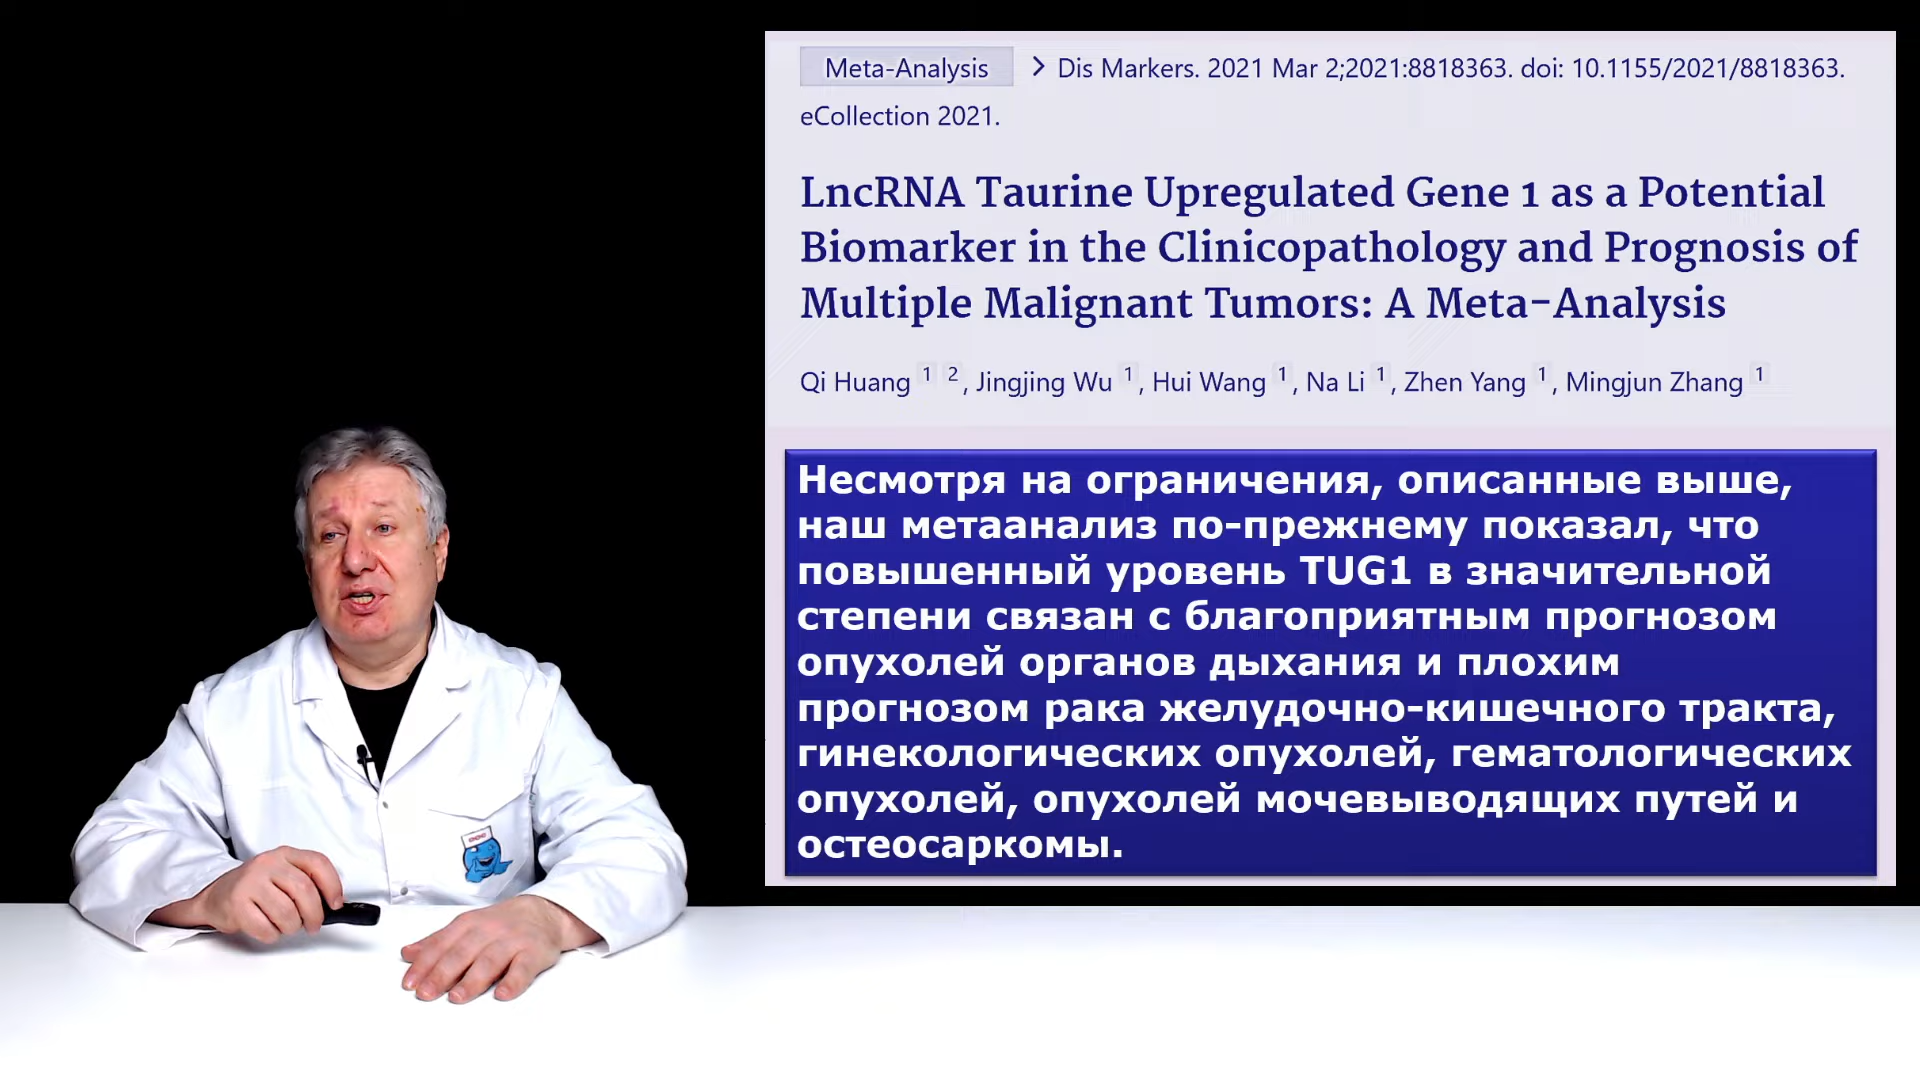 Meta-Analysis > Dis Markers. 2021 Mar 2;2021:8818363. doi: 10.1155/2021/8818363.
eCollection 2021.
LncRNA Taurine Upregulated Gene 1 as a Potential
Biomarker in the Clinicopathology and Prognosis of
Multiple Malignant Tumors: A Meta-Analysis
Qi Huang 1 2, Jingjing Wu 1, Hui Wang 1, Na Li 1, Zhen Yang 1, Mingjun Zhang 1
Несмотря на ограничения, описанные выше,
наш метаанализ по-прежнему показал, что
повышенный уровень TUG1 в значительной
степени связан с благоприятным прогнозом
опухолей органов дыхания и плохим
прогнозом рака желудочно-кишечного тракта,
гинекологических опухолей, гематологических
опухолей, опухолей мочевыводящих путей и
остеосаркомы.